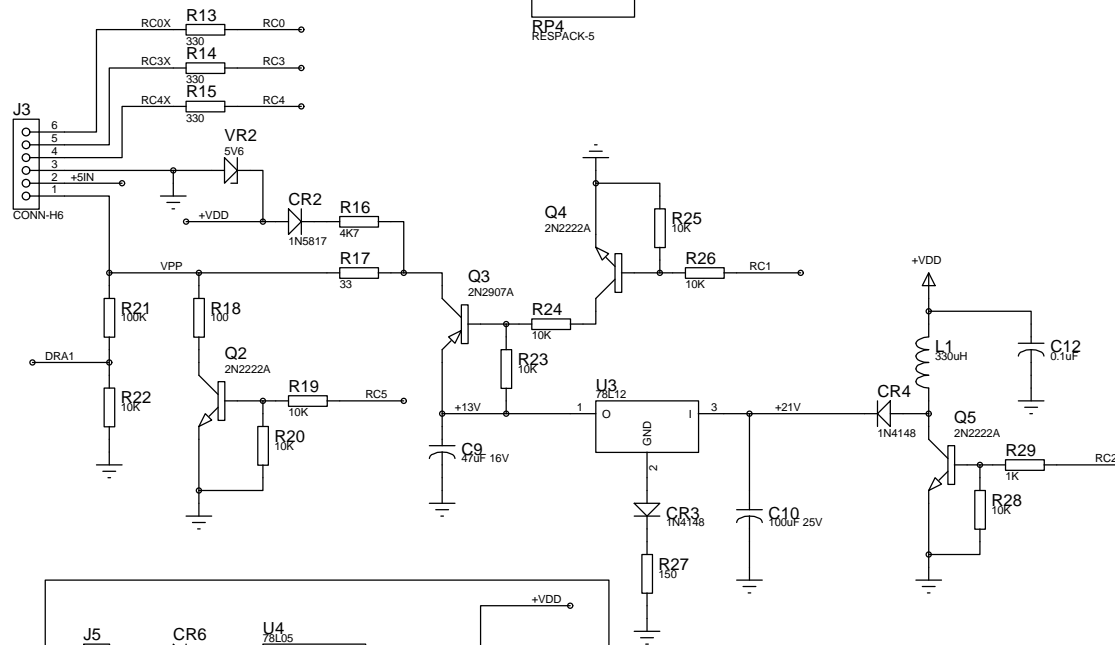 R13
RC0X
RC0
330
RP4
RESPACK-5
R14
RC3X
RC3
330
R15
RC4X
RC4
330
J3
6
5
4
3
2
1
+5IN
CONN-H6
VR2
5V6
+VDD
CR2
1N5817
R16
4K7
VPP
R17
33
Q4
2N2222A
R25
10K
R26
10K
RC1
Q3
2N2907A
R24
10K
R23
10K
R21
100K
R18
100
DRA1
R22
10K
Q2
2N2222A
R19
10K
RC5
R20
10K
+13V
C9
47uF 16V
U3
78L12
1
O
I
3
GND
2
+21V
CR3
1N4148
R27
150
C10
100uF 25V
+VDD
L1
330uH
C12
0.1uF
CR4
1N4148
Q5
2N2222A
R29
1K
RC2
R28
10K
+VDD
J5
CR6
U4
78L05